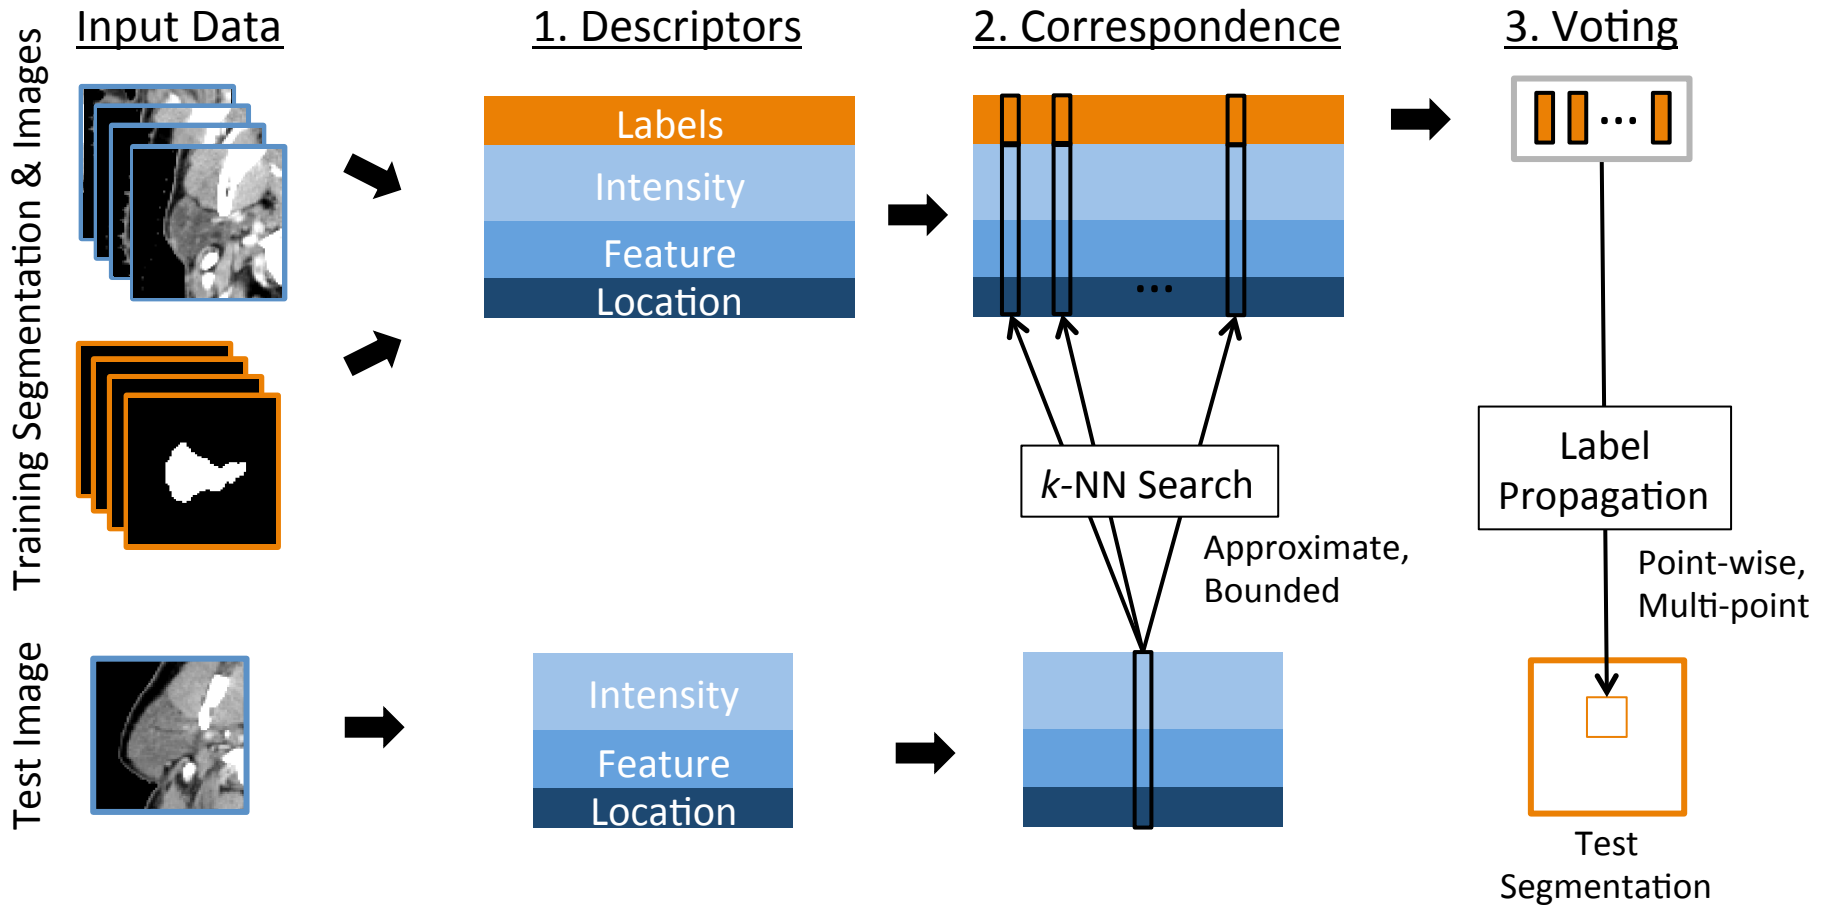 Input Data
1. Descriptors
2. Correspondence
3. Voting
Training Segmentation & Images
Labels
Intensity
Feature
Location
...
...
k-NN Search
Approximate,
Bounded
Label
Propagation
Point-wise,
Multi-point
Test Image
Intensity
Feature
Location
Test
Segmentation